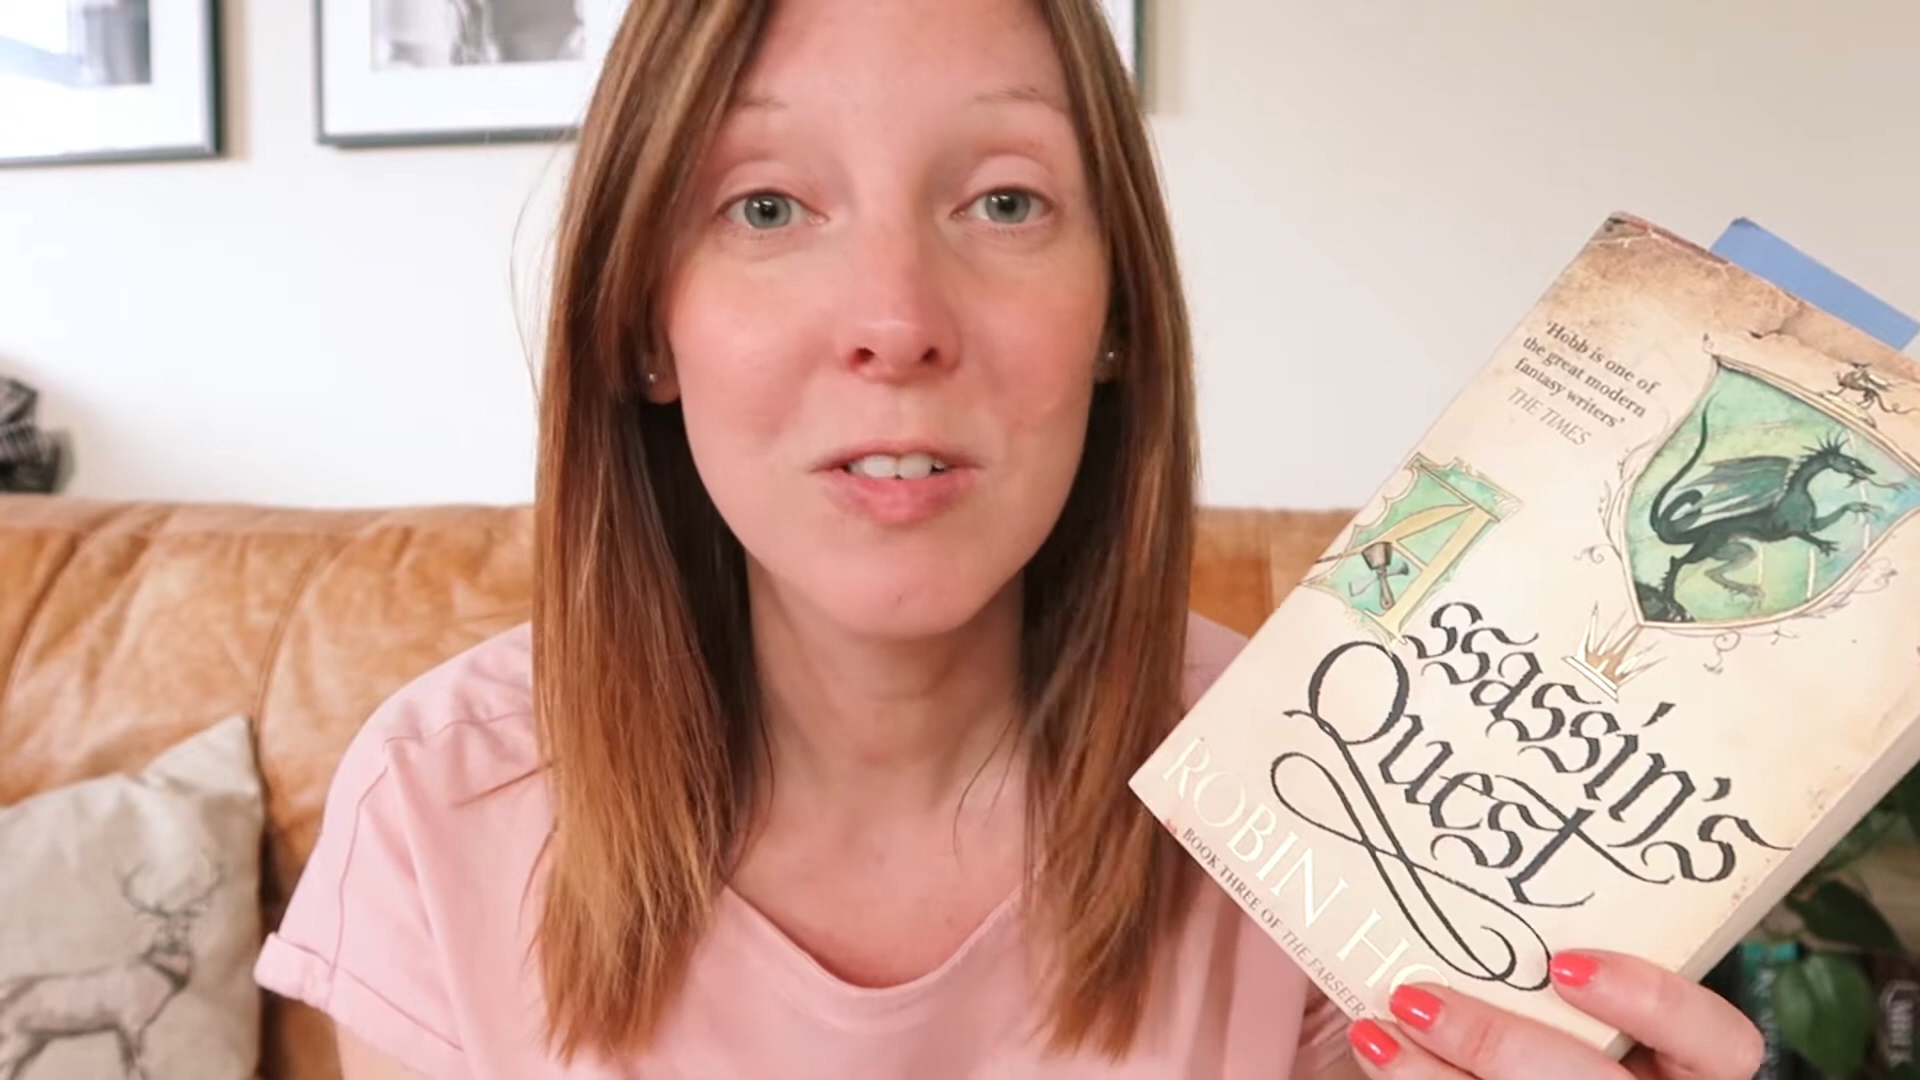 'Hobb is one of
the great modern
fantasy writers'
THE TIMES
ssassin's
Quest
ROBIN HO
BOOK THREE OF THE FARSEER